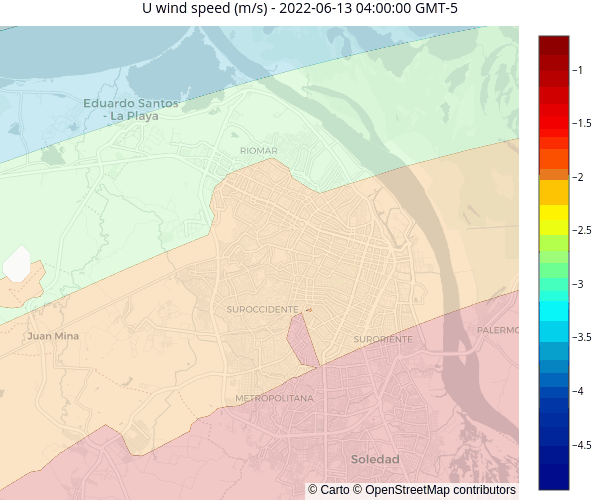 U wind speed (m/s) - 2022-06-13 04:00:00 GMT-5
Eduardo Santos
- La Playa
RIOMAR
SUROCCIDENTE
Juan Mina
SURORIENTE
PALERMO
METROPOLITANA
Soledad
© Carto © OpenStreetMap contributors
−1
−1.5
−2
−2.5
−3
−3.5
−4
−4.5